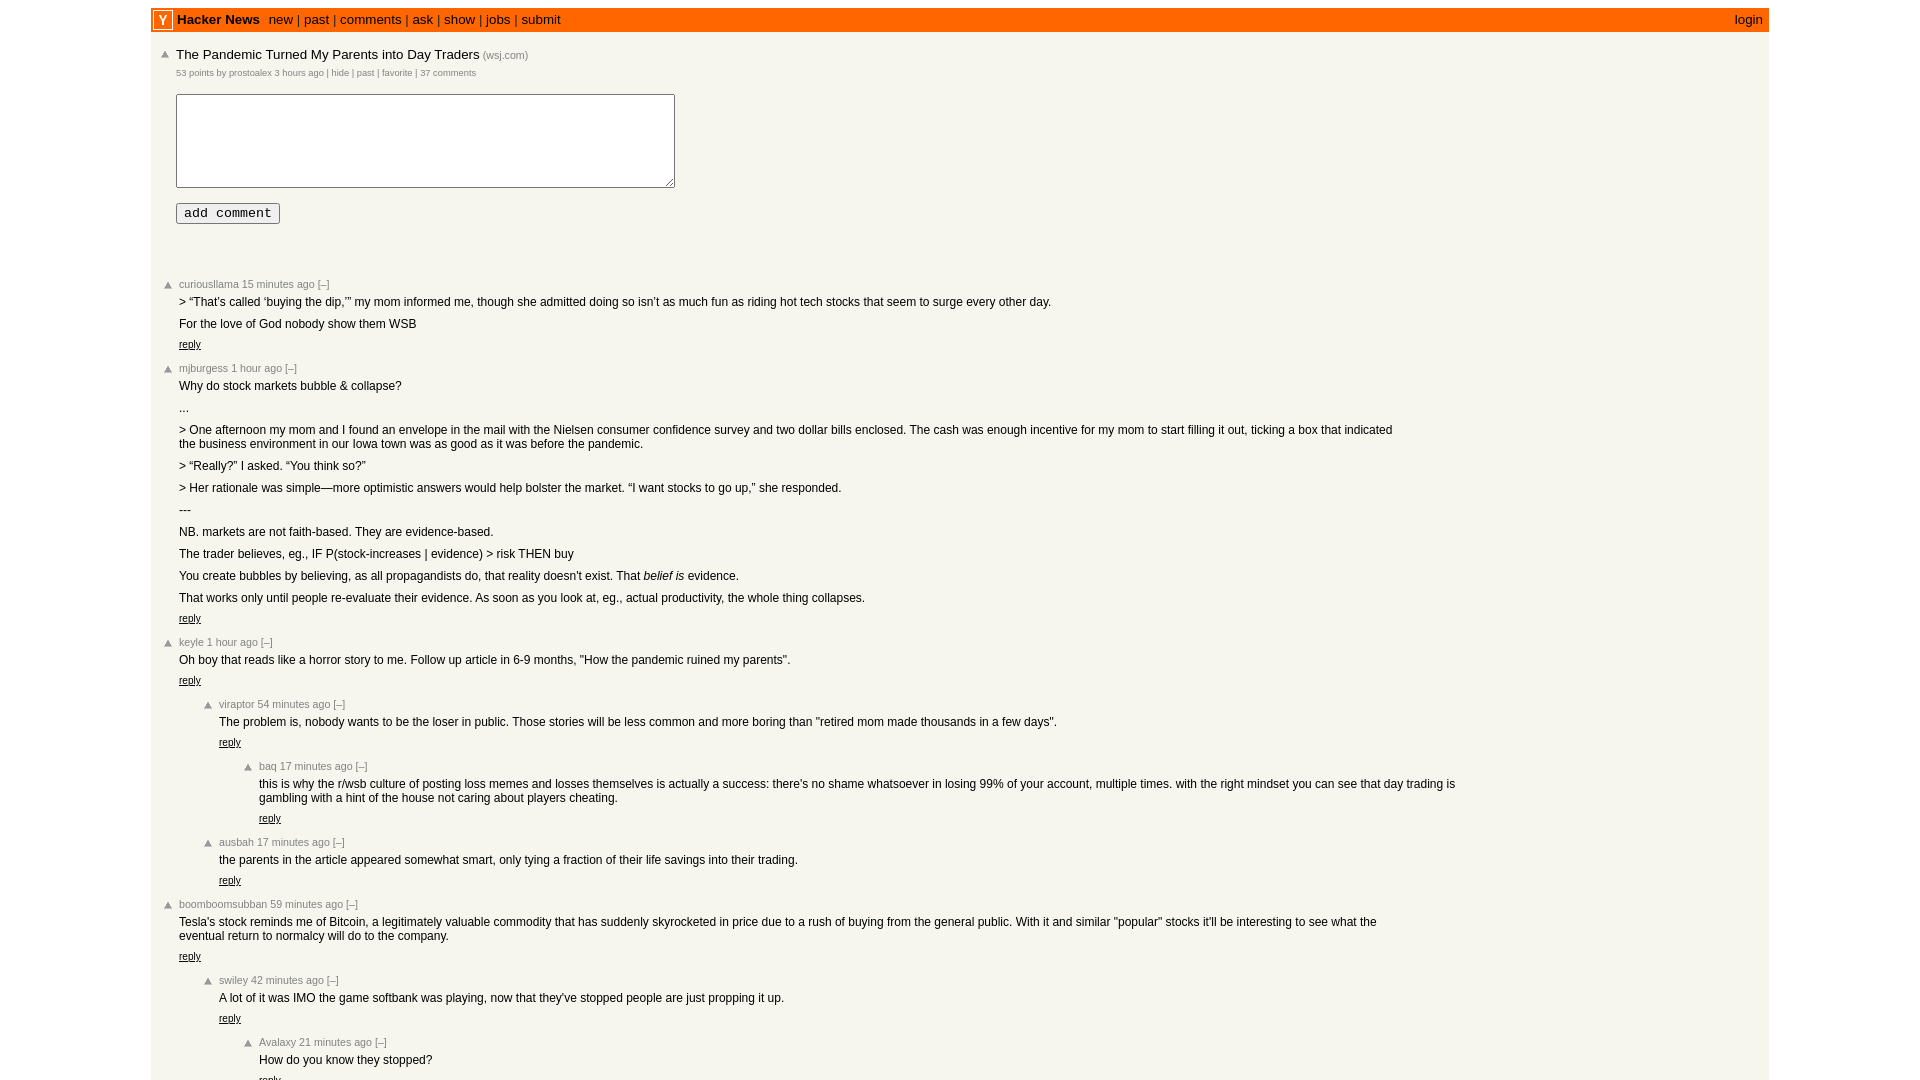 Y Hacker News new | past | comments | ask | show | jobs | submit login
The Pandemic Turned My Parents into Day Traders (wsj.com)
53 points by prostoalex 3 hours ago | hide | past | favorite | 37 comments
add comment
curiousllama 15 minutes ago [–]
> “That’s called ‘buying the dip,’” my mom informed me, though she admitted doing so isn’t as much fun as riding hot tech stocks that seem to surge every other day.
For the love of God nobody show them WSB
reply
mjburgess 1 hour ago [–]
Why do stock markets bubble & collapse?
...
> One afternoon my mom and I found an envelope in the mail with the Nielsen consumer confidence survey and two dollar bills enclosed. The cash was enough incentive for my mom to start filling it out, ticking a box that indicated
the business environment in our Iowa town was as good as it was before the pandemic.
> “Really?” I asked. “You think so?”
> Her rationale was simple—more optimistic answers would help bolster the market. “I want stocks to go up,” she responded.
---
NB. markets are not faith-based. They are evidence-based.
The trader believes, eg., IF P(stock-increases | evidence) > risk THEN buy
You create bubbles by believing, as all propagandists do, that reality doesn't exist. That belief is evidence.
That works only until people re-evaluate their evidence. As soon as you look at, eg., actual productivity, the whole thing collapses.
reply
keyle 1 hour ago [–]
Oh boy that reads like a horror story to me. Follow up article in 6-9 months, "How the pandemic ruined my parents".
reply
viraptor 54 minutes ago [–]
The problem is, nobody wants to be the loser in public. Those stories will be less common and more boring than "retired mom made thousands in a few days".
reply
baq 17 minutes ago [–]
this is why the r/wsb culture of posting loss memes and losses themselves is actually a success: there's no shame whatsoever in losing 99% of your account, multiple times. with the right mindset you can see that day trading is
gambling with a hint of the house not caring about players cheating.
reply
ausbah 17 minutes ago [–]
the parents in the article appeared somewhat smart, only tying a fraction of their life savings into their trading.
reply
boomboomsubban 59 minutes ago [–]
Tesla's stock reminds me of Bitcoin, a legitimately valuable commodity that has suddenly skyrocketed in price due to a rush of buying from the general public. With it and similar "popular" stocks it'll be interesting to see what the
eventual return to normalcy will do to the company.
reply
swiley 42 minutes ago [–]
A lot of it was IMO the game softbank was playing, now that they've stopped people are just propping it up.
reply
Avalaxy 21 minutes ago [–]
How do you know they stopped?
reply